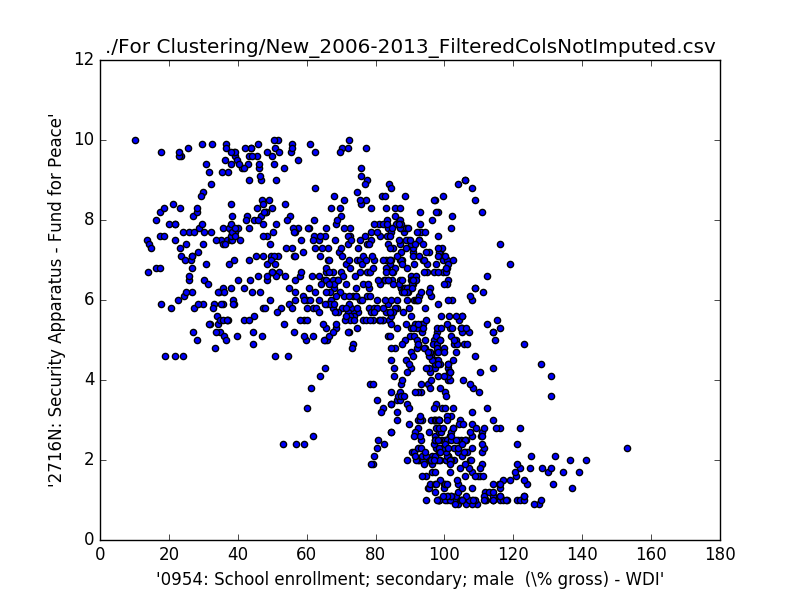 ./For Clustering/New_2006-2013_FilteredColsNotImputed.csv
12
10
8
6
4
2
0
'2716N: Security Apparatus - Fund for Peace'
0 20 40 60 80 100 120 140 160 180
'0954: School enrollment; secondary; male  (\% gross) - WDI'